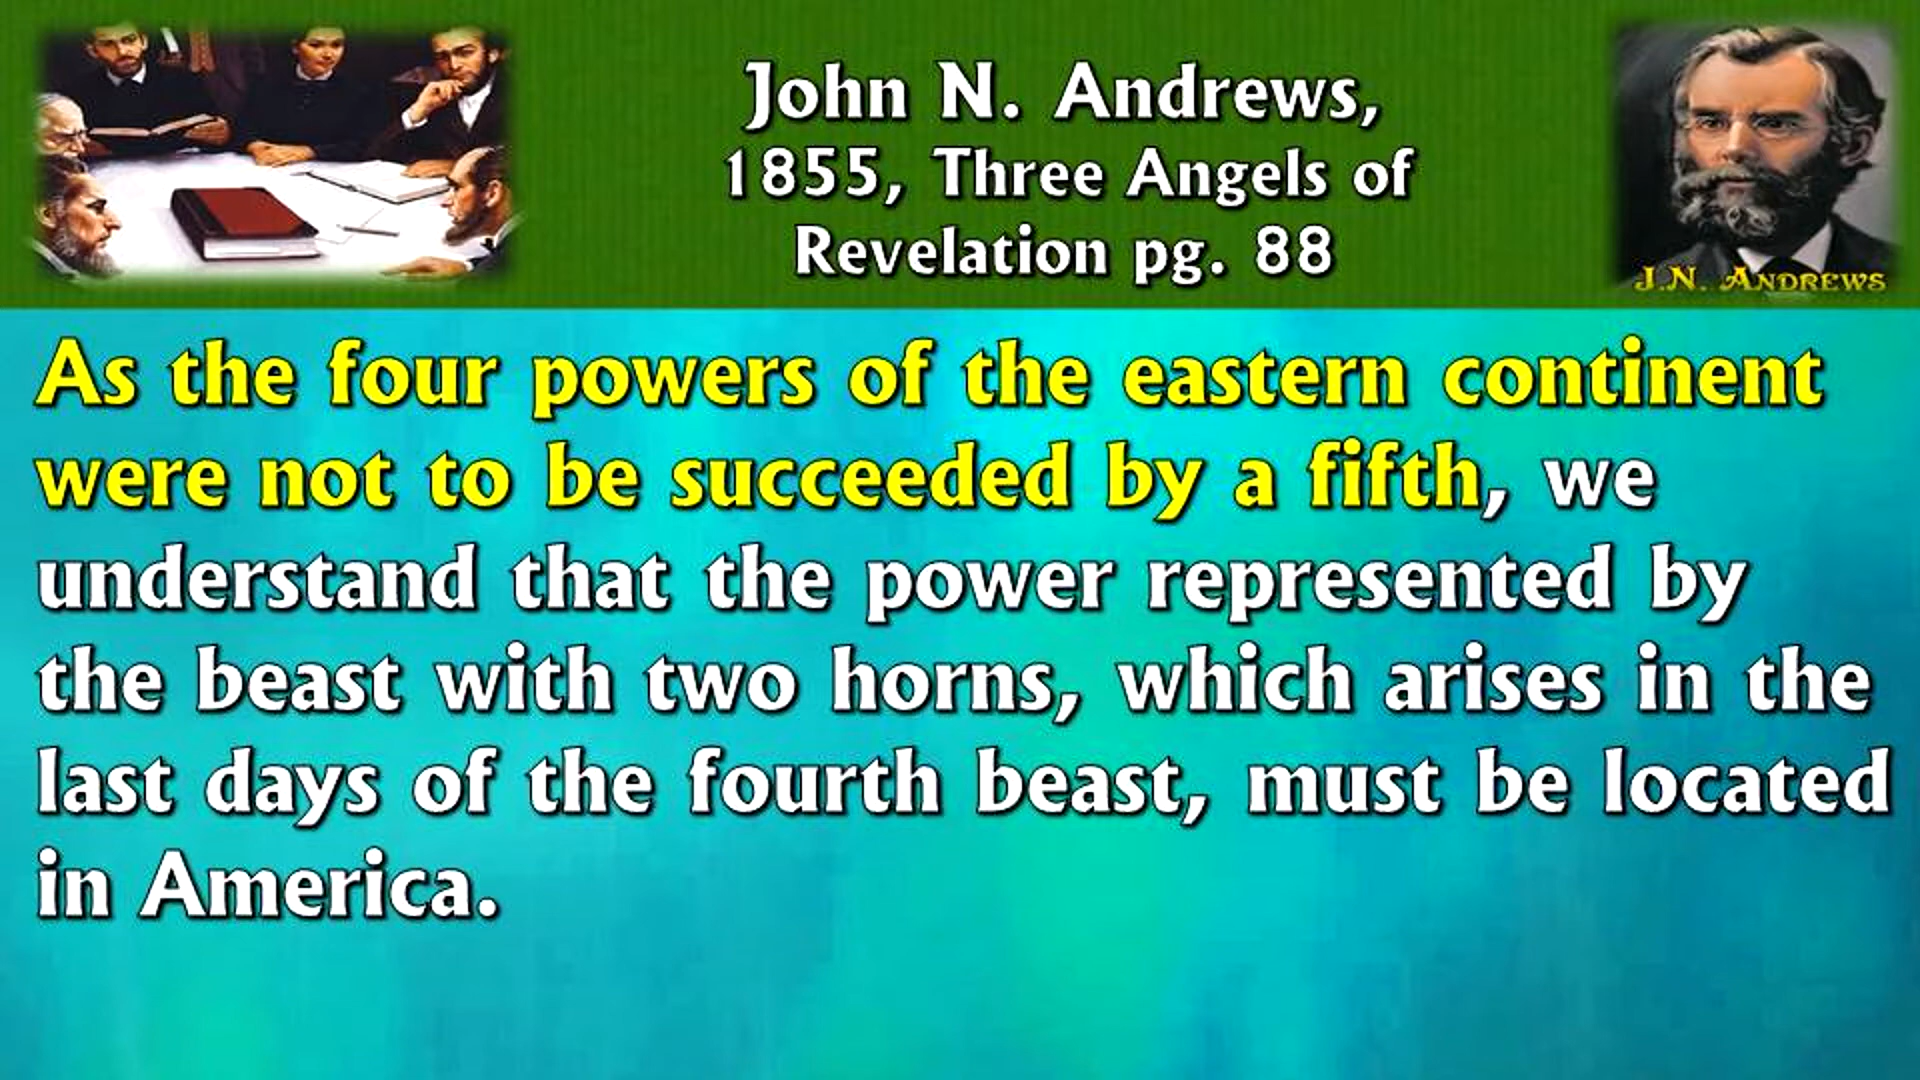 John N. Andrews,
1855, Three Angels of
Revelation pg. 88
J.N. ANDREWS
As the four powers of the eastern continent
were not to be succeeded by a fifth, we
understand that the power represented by
the beast with two horns, which arises in the
last days of the fourth beast, must be located
in America.